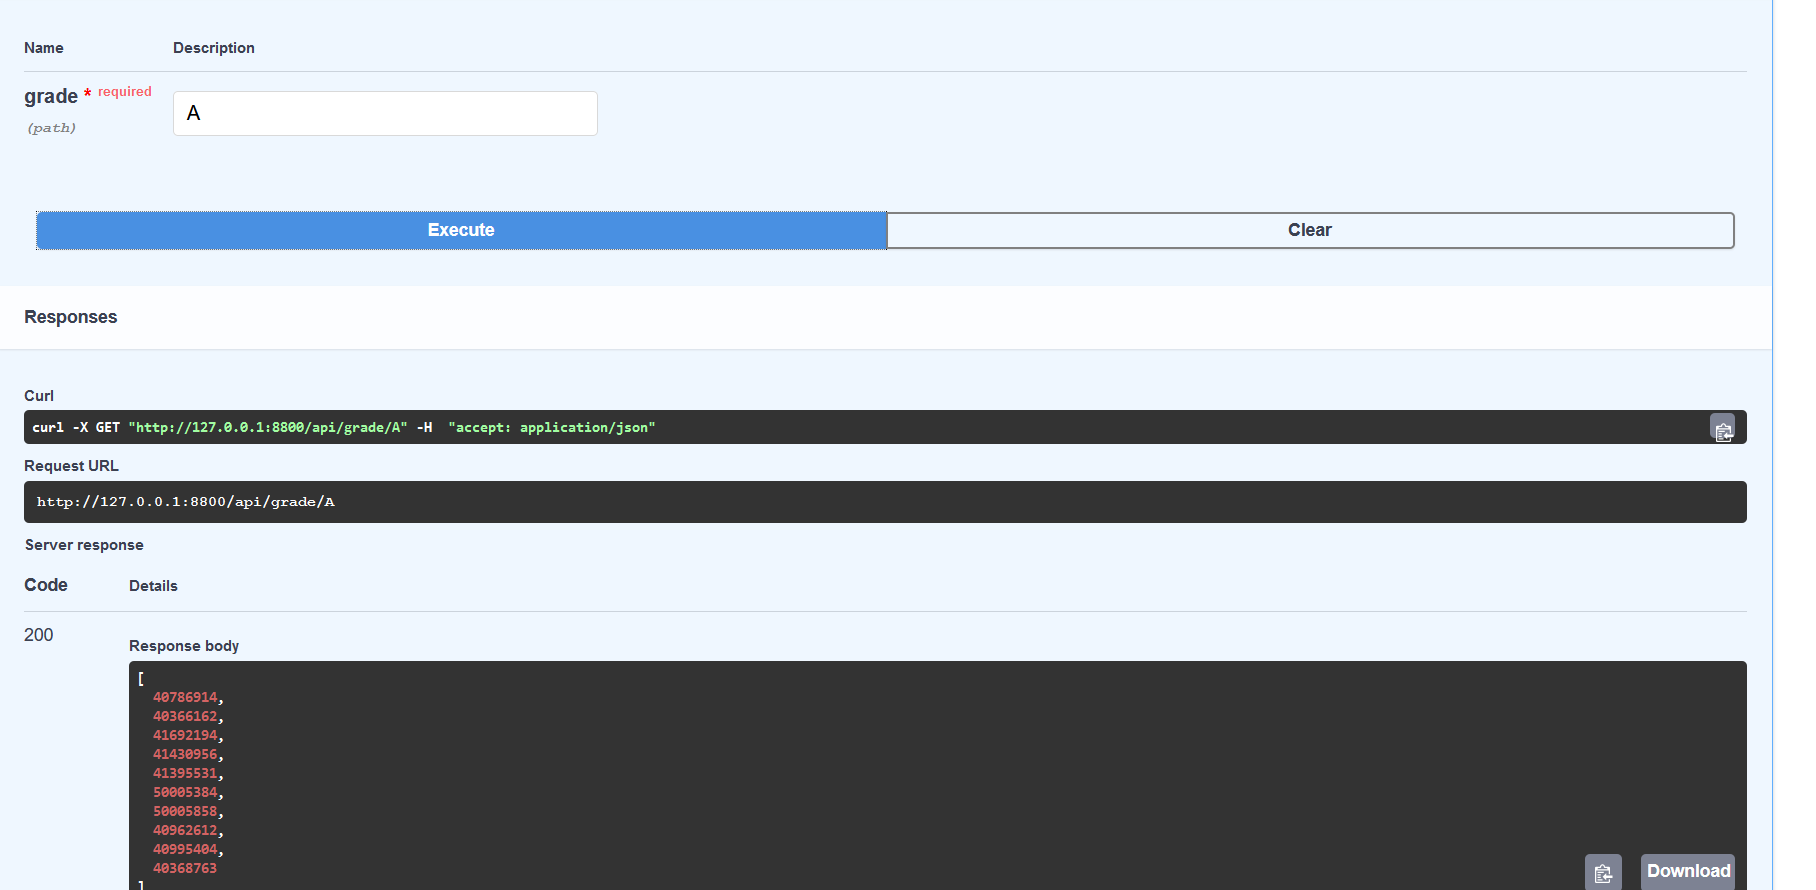 Name Description
grade * required
(path)
A
Execute Clear
Responses
Curl
curl -X GET "http://127.0.0.1:8800/api/grade/A" -H  "accept: application/json"
Request URL
http://127.0.0.1:8800/api/grade/A
Server response
Code Details
200
Response body
[
  40786914,
  40366162,
  41692194,
  41430956,
  41395531,
  50005384,
  50005858,
  40962612,
  40995404,
  40368763
]
Download